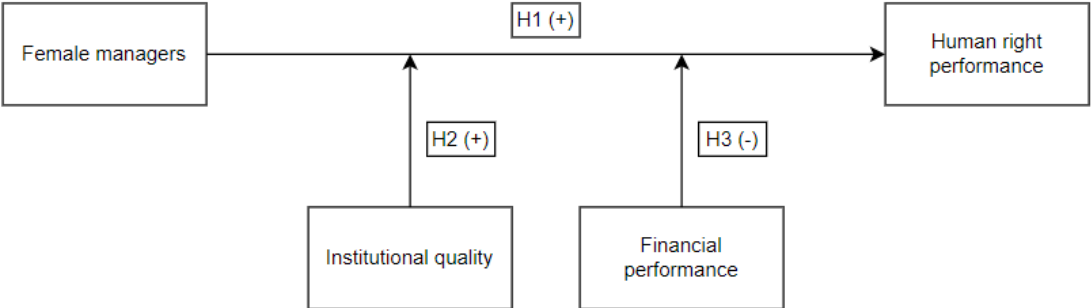 H1 (+)
Female managers
Human right
performance
H2 (+)
H3 (-)
Institutional quality
Financial
performance